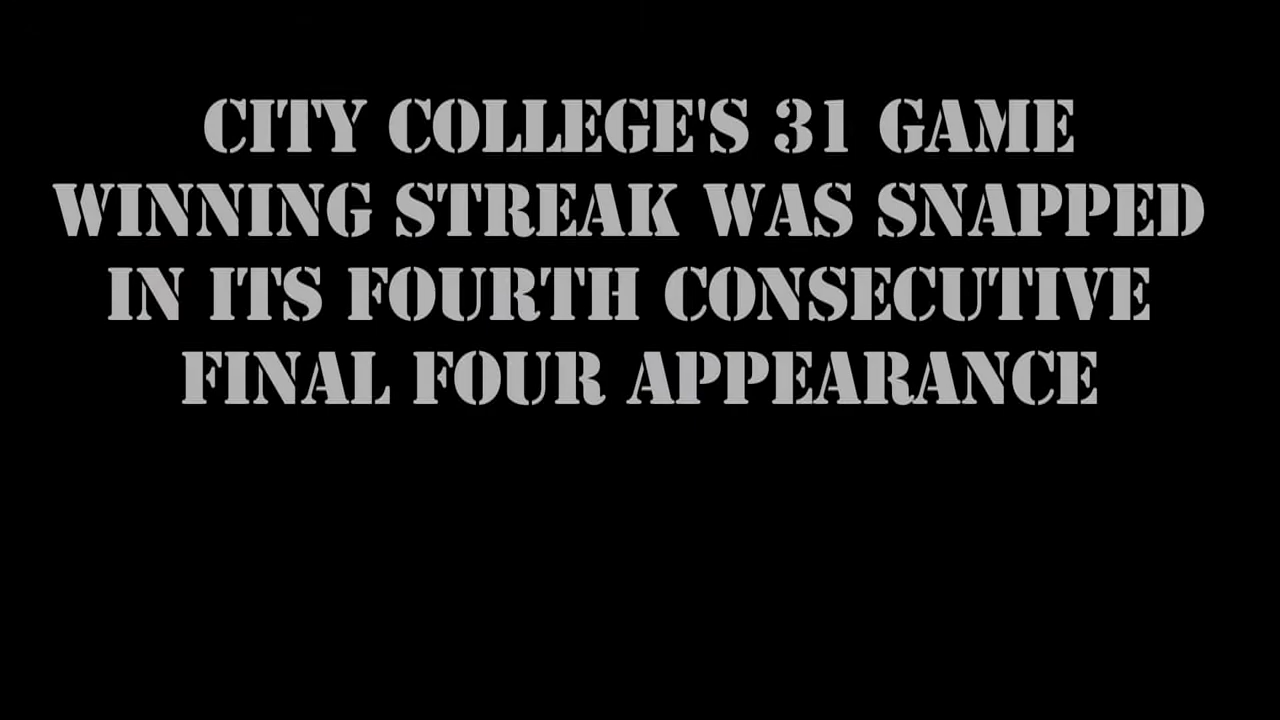 CITY COLLEGE'S 31 GAME
WINNING STREAK WAS SNAPPED
IN ITS FOURTH CONSECUTIVE
FINAL FOUR APPEARANCE